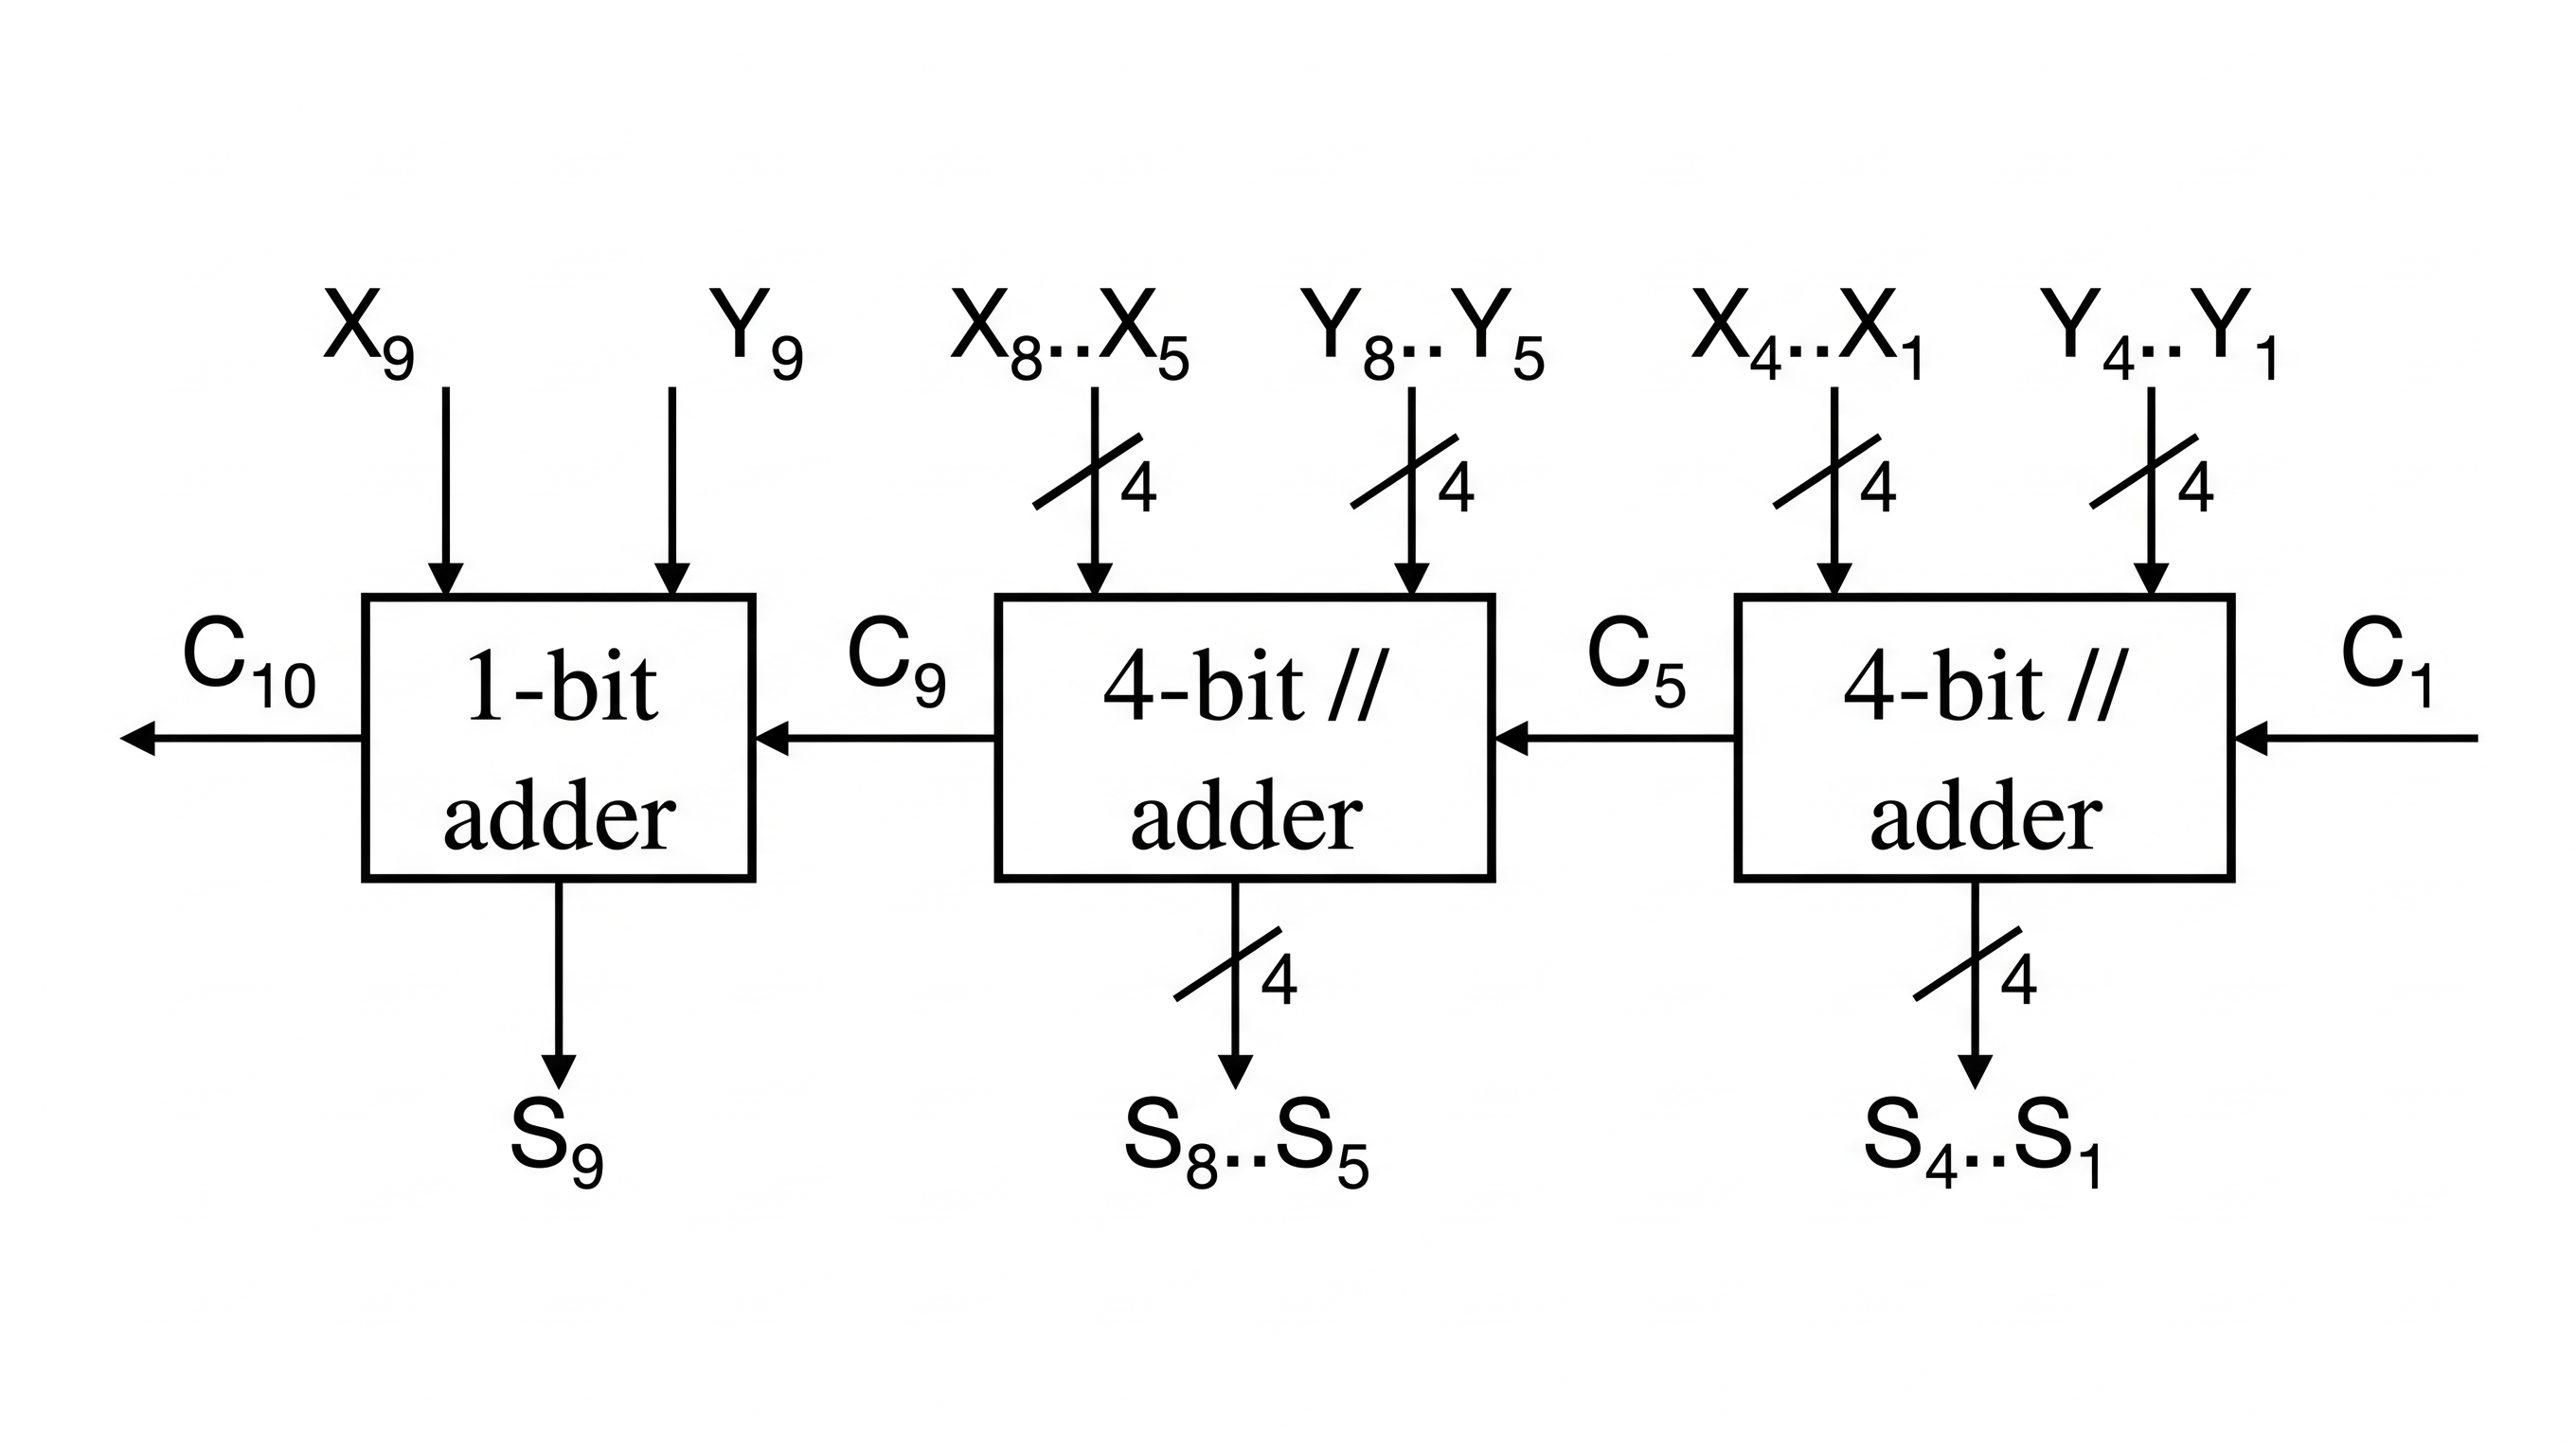 X9 Y9 X8..X5 Y8..Y5 X4..X1 Y4..Y1
4 4 4 4
C10 1-bit adder C9 4-bit // adder C5 4-bit // adder C1
4 4
S9 S8..S5 S4..S1